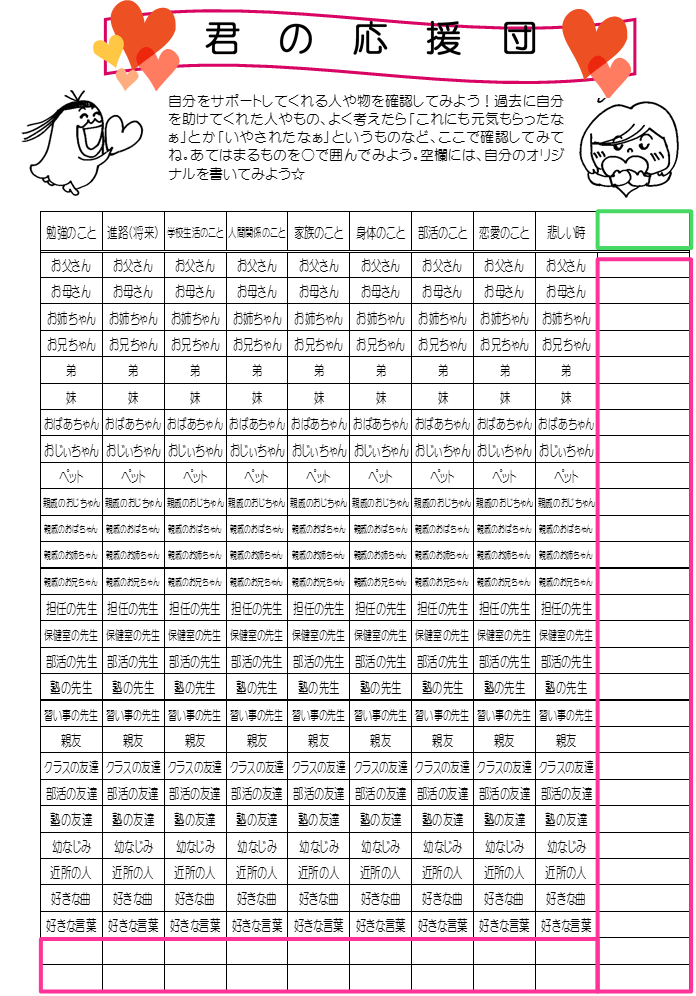 君の応援団
自分をサポートしてくれる人や物を確認してみよう！過去に自分
を助けてくれた人やもの、よく考えたら「これにも元気もらったな
ぁ」とか「いやされたなぁ」というものなど、ここで確認してみて
ね。あてはまるものを○で囲んでみよう。空欄には、自分のオリジ
ナルを書いてみよう☆
勉強のこと 進路（将来） 学校生活のこと 人間関係のこと 家族のこと 身体のこと 部活のこと 恋愛のこと 悲しい時
お父さん お父さん お父さん お父さん お父さん お父さん お父さん お父さん お父さん
お母さん お母さん お母さん お母さん お母さん お母さん お母さん お母さん お母さん
お姉ちゃん お姉ちゃん お姉ちゃん お姉ちゃん お姉ちゃん お姉ちゃん お姉ちゃん お姉ちゃん お姉ちゃん
お兄ちゃん お兄ちゃん お兄ちゃん お兄ちゃん お兄ちゃん お兄ちゃん お兄ちゃん お兄ちゃん お兄ちゃん
弟 弟 弟 弟 弟 弟 弟 弟 弟
妹 妹 妹 妹 妹 妹 妹 妹 妹
おばあちゃん おばあちゃん おばあちゃん おばあちゃん おばあちゃん おばあちゃん おばあちゃん おばあちゃん おばあちゃん
おじいちゃん おじいちゃん おじいちゃん おじいちゃん おじいちゃん おじいちゃん おじいちゃん おじいちゃん おじいちゃん
ペット ペット ペット ペット ペット ペット ペット ペット ペット
親戚のおじちゃん 親戚のおじちゃん 親戚のおじちゃん 親戚のおじちゃん 親戚のおじちゃん 親戚のおじちゃん 親戚のおじちゃん 親戚のおじちゃん 親戚のおじちゃん
親戚のおばちゃん 親戚のおばちゃん 親戚のおばちゃん 親戚のおばちゃん 親戚のおばちゃん 親戚のおばちゃん 親戚のおばちゃん 親戚のおばちゃん 親戚のおばちゃん
親戚のお姉ちゃん 親戚のお姉ちゃん 親戚のお姉ちゃん 親戚のお姉ちゃん 親戚のお姉ちゃん 親戚のお姉ちゃん 親戚のお姉ちゃん 親戚のお姉ちゃん 親戚のお姉ちゃん
親戚のお兄ちゃん 親戚のお兄ちゃん 親戚のお兄ちゃん 親戚のお兄ちゃん 親戚のお兄ちゃん 親戚のお兄ちゃん 親戚のお兄ちゃん 親戚のお兄ちゃん 親戚のお兄ちゃん
担任の先生 担任の先生 担任の先生 担任の先生 担任の先生 担任の先生 担任の先生 担任の先生 担任の先生
保健室の先生 保健室の先生 保健室の先生 保健室の先生 保健室の先生 保健室の先生 保健室の先生 保健室の先生 保健室の先生
部活の先生 部活の先生 部活の先生 部活の先生 部活の先生 部活の先生 部活の先生 部活の先生 部活の先生
塾の先生 塾の先生 塾の先生 塾の先生 塾の先生 塾の先生 塾の先生 塾の先生 塾の先生
習い事の先生 習い事の先生 習い事の先生 習い事の先生 習い事の先生 習い事の先生 習い事の先生 習い事の先生 習い事の先生
親友 親友 親友 親友 親友 親友 親友 親友 親友
クラスの友達 クラスの友達 クラスの友達 クラスの友達 クラスの友達 クラスの友達 クラスの友達 クラスの友達 クラスの友達
部活の友達 部活の友達 部活の友達 部活の友達 部活の友達 部活の友達 部活の友達 部活の友達 部活の友達
塾の友達 塾の友達 塾の友達 塾の友達 塾の友達 塾の友達 塾の友達 塾の友達 塾の友達
幼なじみ 幼なじみ 幼なじみ 幼なじみ 幼なじみ 幼なじみ 幼なじみ 幼なじみ 幼なじみ
近所の人 近所の人 近所の人 近所の人 近所の人 近所の人 近所の人 近所の人 近所の人
好きな曲 好きな曲 好きな曲 好きな曲 好きな曲 好きな曲 好きな曲 好きな曲 好きな曲
好きな言葉 好きな言葉 好きな言葉 好きな言葉 好きな言葉 好きな言葉 好きな言葉 好きな言葉 好きな言葉